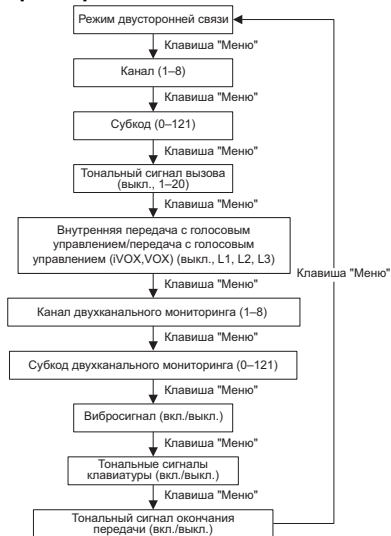 Режим двусторонней связи
Клавиша "Меню"
Канал (1–8)
Клавиша "Меню"
Субкод (0–121)
Клавиша "Меню"
Тональный сигнал вызова
(выкл., 1–20)
Клавиша "Меню"
Внутренняя передача с голосовым
управлением/передача с голосовым
управлением (iVOX,VOX) (выкл., L1, L2, L3)
Клавиша "Меню"
Клавиша "Меню"
Канал двухканального мониторинга (1–8)
Клавиша "Меню"
Субкод двухканального мониторинга (0–121)
Клавиша "Меню"
Вибросигнал (вкл./выкл.)
Клавиша "Меню"
Тональные сигналы
клавиатуры (вкл./выкл.)
Клавиша "Меню"
Тональный сигнал окончания
передачи (вкл./выкл.)